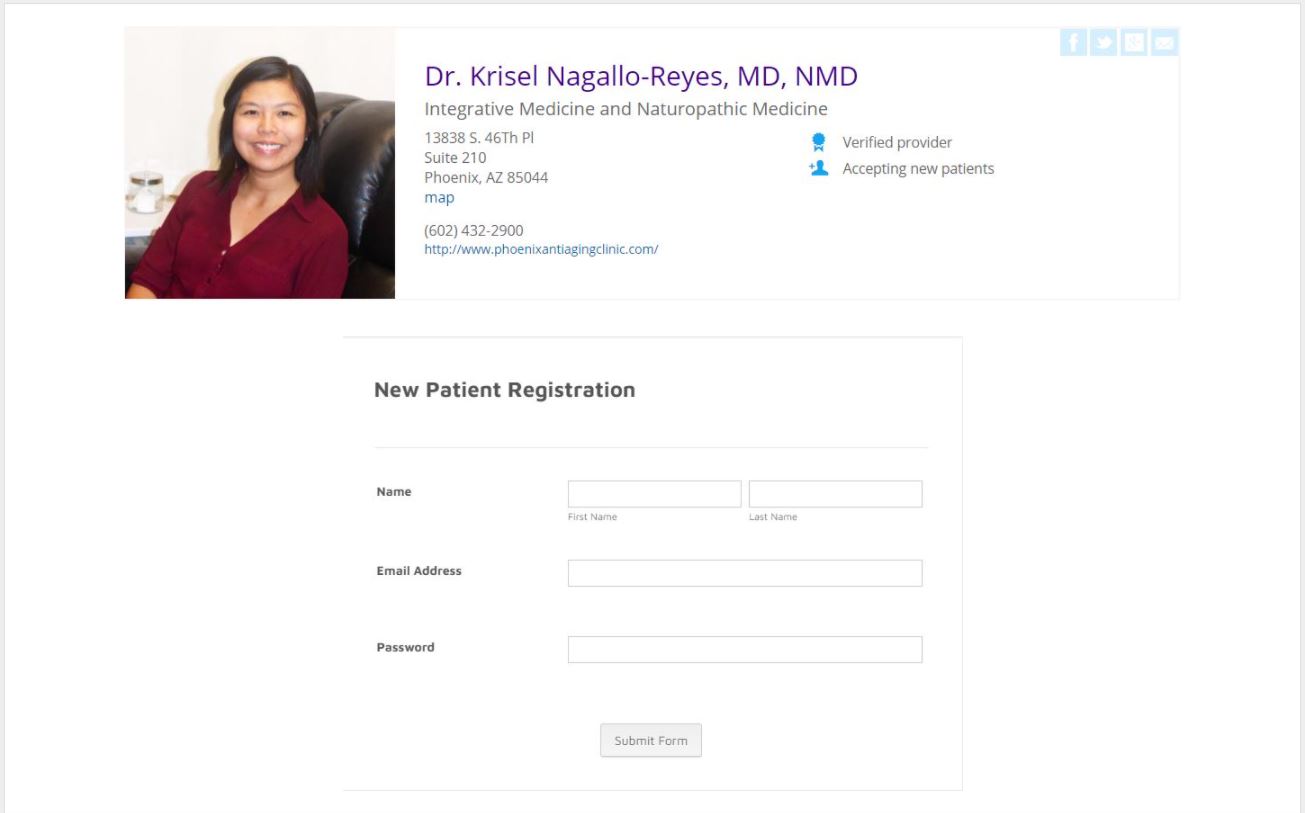 Dr. Krisel Nagallo-Reyes, MD, NMD
Integrative Medicine and Naturopathic Medicine
13838 S. 46Th Pl
Suite 210
Phoenix, AZ 85044
map
(602) 432-2900
http://www.phoenixantiagingclinic.com/
Verified provider
Accepting new patients
New Patient Registration
Name
First Name
Last Name
Email Address
Password
Submit Form